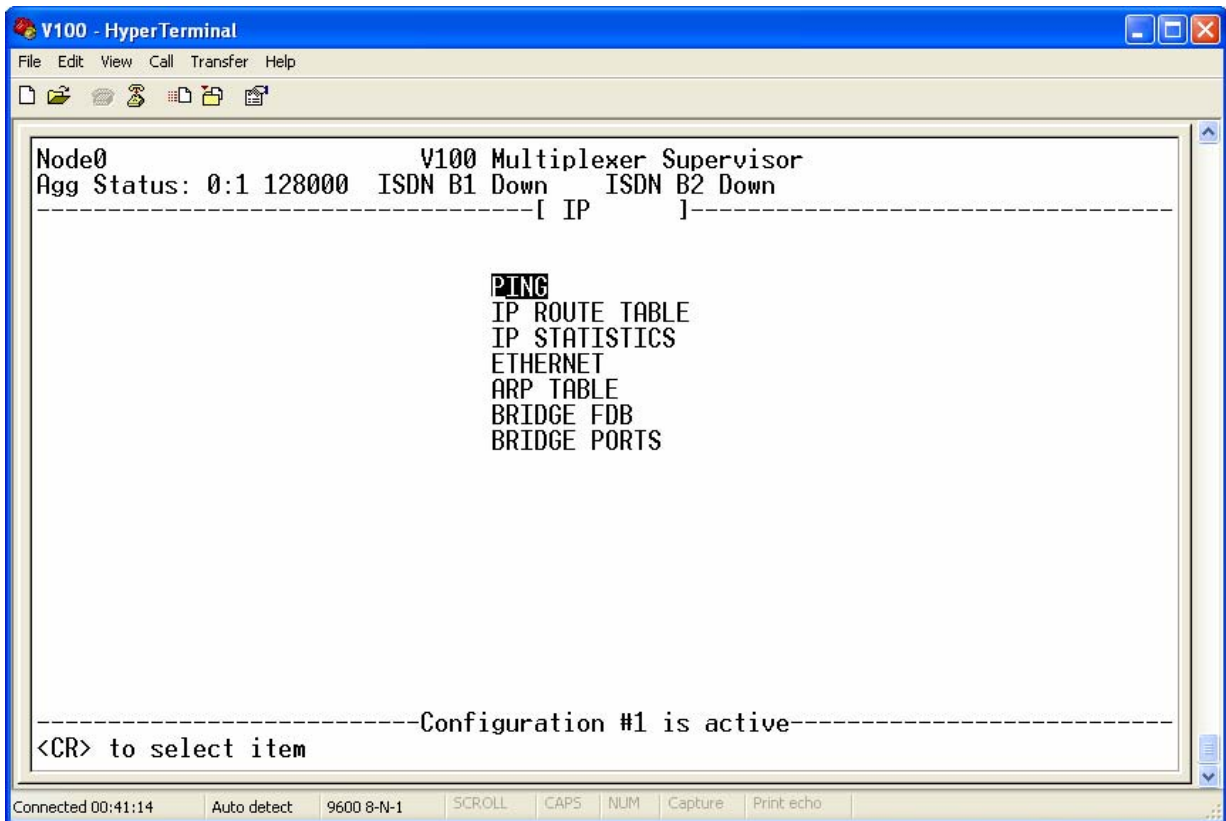 V100 - HyperTerminal
File Edit View Call Transfer Help
Node0 V100 Multiplexer Supervisor
Agg Status: 0:1 128000 ISDN B1 Down ISDN B2 Down
-----------------------------------[ IP ]----------------------------------
PING
IP ROUTE TABLE
IP STATISTICS
ETHERNET
ARP TABLE
BRIDGE FDB
BRIDGE PORTS
---------------------------Configuration #1 is active---------------------------
<CR> to select item
Connected 00:41:14 Auto detect 9600 8-N-1 SCROLL CAPS NUM Capture Print echo